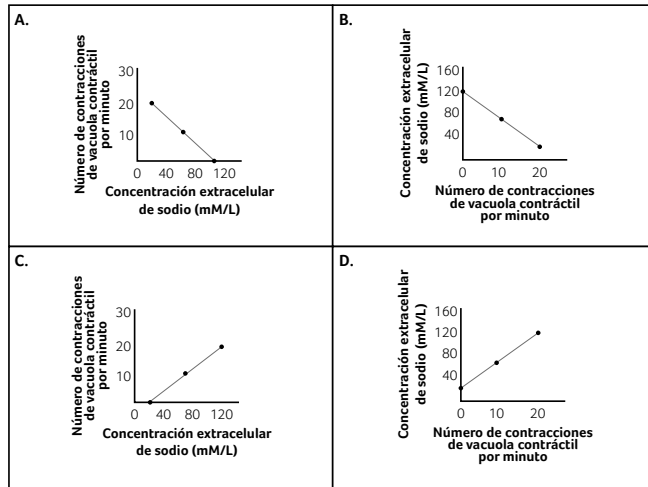 A.
Número de contracciones
de vacuola contráctil
por minuto
30
20
10
0 40 80 120
Concentración extracelular
de sodio (mM/L)
B.
Concentración extracelular
de sodio (mM/L)
160
120
80
40
0 10 20
Número de contracciones
de vacuola contráctil
por minuto
C.
Número de contracciones
de vacuola contráctil
por minuto
30
20
10
0 40 80 120
Concentración extracelular
de sodio (mM/L)
D.
Concentración extracelular
de sodio (mM/L)
160
120
80
40
0 10 20
Número de contracciones
de vacuola contráctil
por minuto